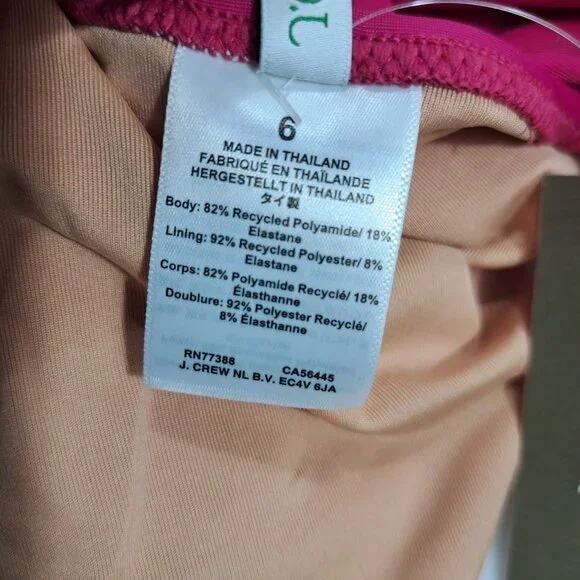 6
MADE IN THAILAND
FABRIQUÉ EN THAÏLANDE
HERGESTELLT IN THAILAND
タイ製
Body: 82% Recycled Polyamide/ 18%
Elastane
Lining: 92% Recycled Polyester/ 8%
Elastane
Corps: 82% Polyamide Recyclé/ 18%
Élasthanne
Doublure: 92% Polyester Recyclé/
8% Élasthanne
RN77388 CA56445
J. CREW NL B.V. EC4V 6JA